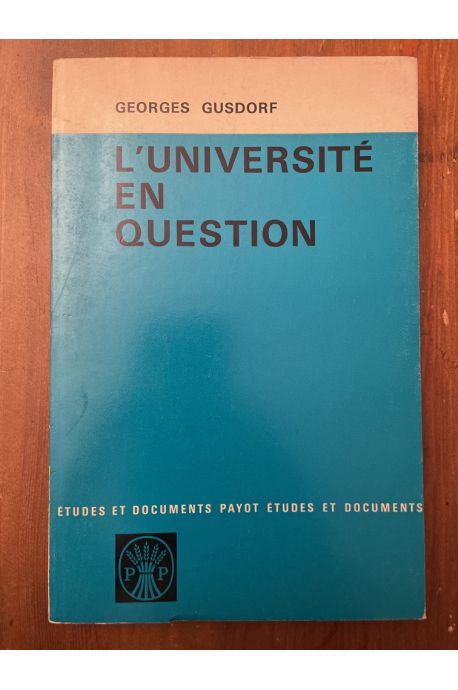 GEORGES GUSDORF
L'UNIVERSITÉ
EN
QUESTION
ÉTUDES ET DOCUMENTS PAYOT ÉTUDES ET DOCUMENTS
P P